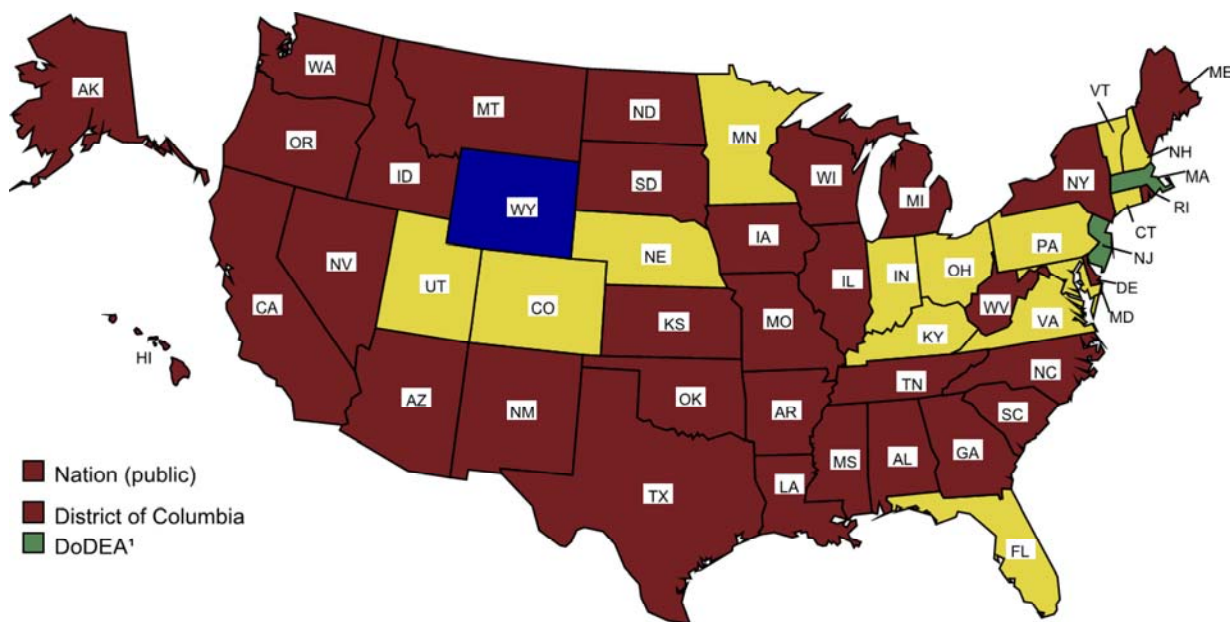 AK
WA
MT
ND
MN
VT
ME
OR
ID
SD
WI
MI
NY
NH
MA
RI
CT
WY
IA
NE
PA
NJ
NV
UT
CO
IL
IN
OH
DE
MD
CA
KS
MO
WV
VA
KY
HI
AZ
NM
OK
AR
TN
NC
SC
MS
AL
GA
LA
TX
FL
Nation (public)
District of Columbia
DoDEA¹